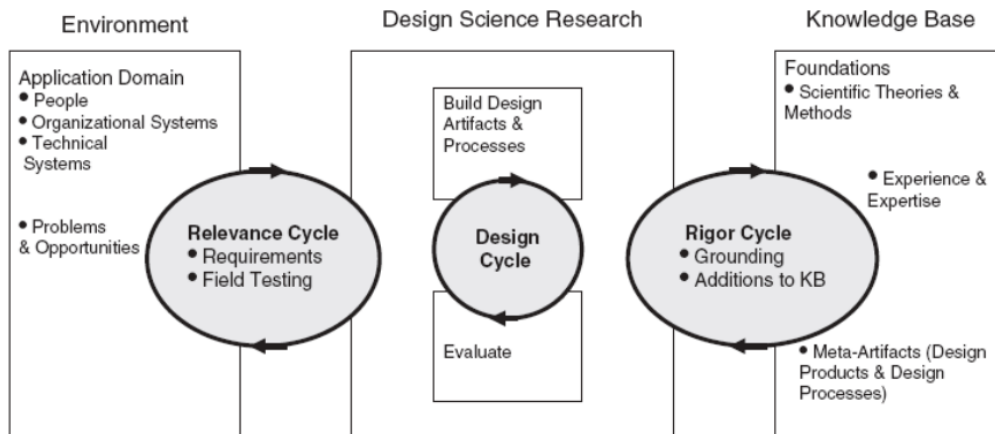 Environment
Design Science Research
Knowledge Base
Application Domain
• People
• Organizational Systems
• Technical
Systems
• Problems
& Opportunities
Relevance Cycle
• Requirements
• Field Testing
Build Design
Artifacts &
Processes
Design
Cycle
Evaluate
Rigor Cycle
• Grounding
• Additions to KB
Foundations
• Scientific Theories &
Methods
• Experience &
Expertise
• Meta-Artifacts (Design
Products & Design
Processes)